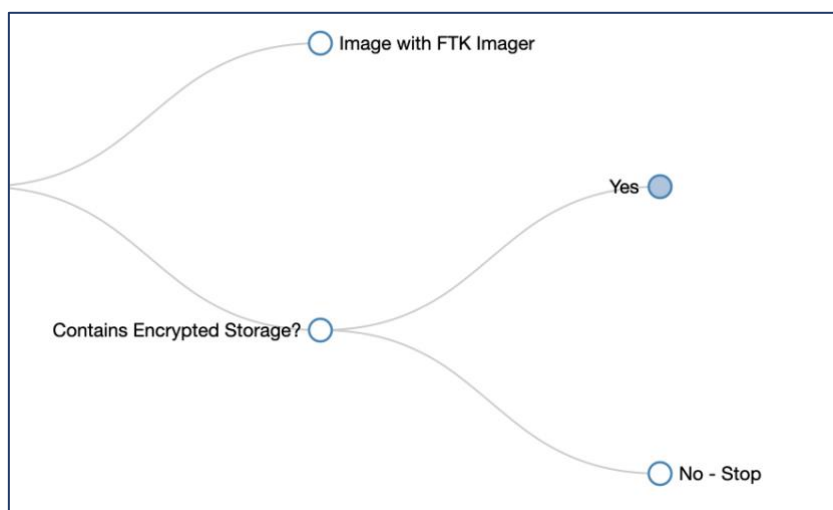 Image with FTK Imager
Yes
Contains Encrypted Storage?
No - Stop